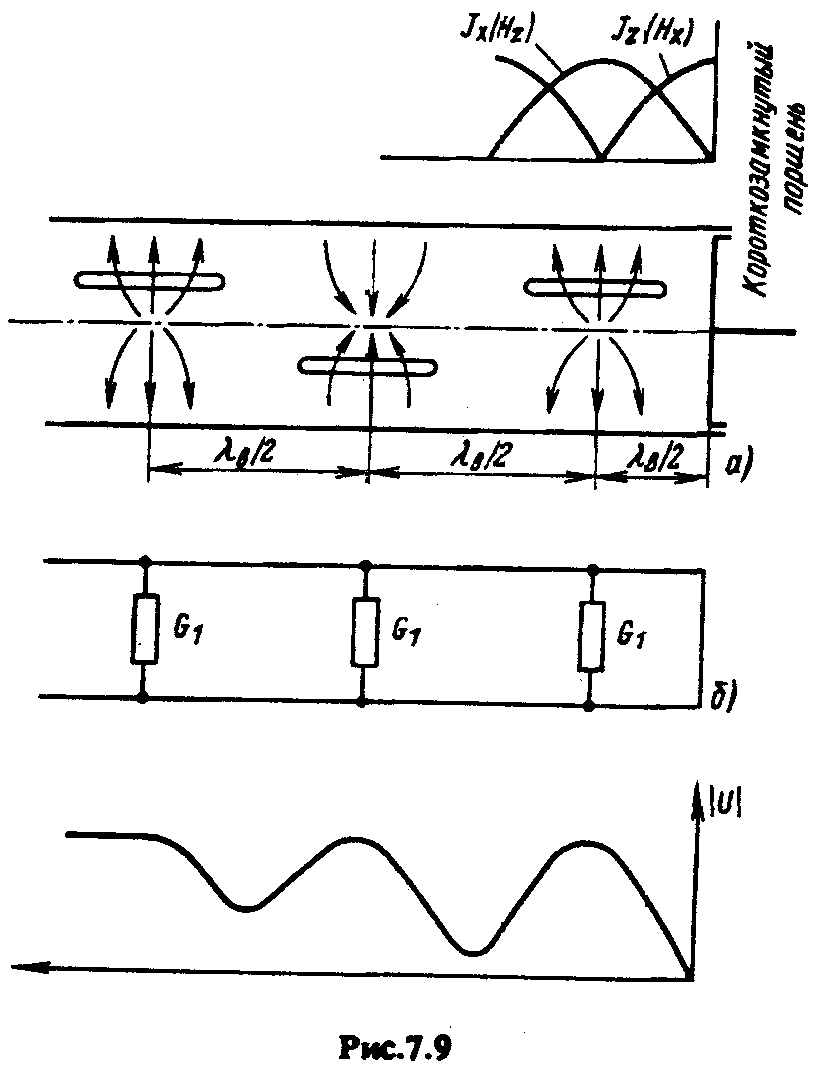 Jx(Hz)
Jz(Hx)
Короткозамкнутый
поршень
λв/2
λв/2
λв/2
а)
G1
G1
G1
б)
|U|
Рис.7.9